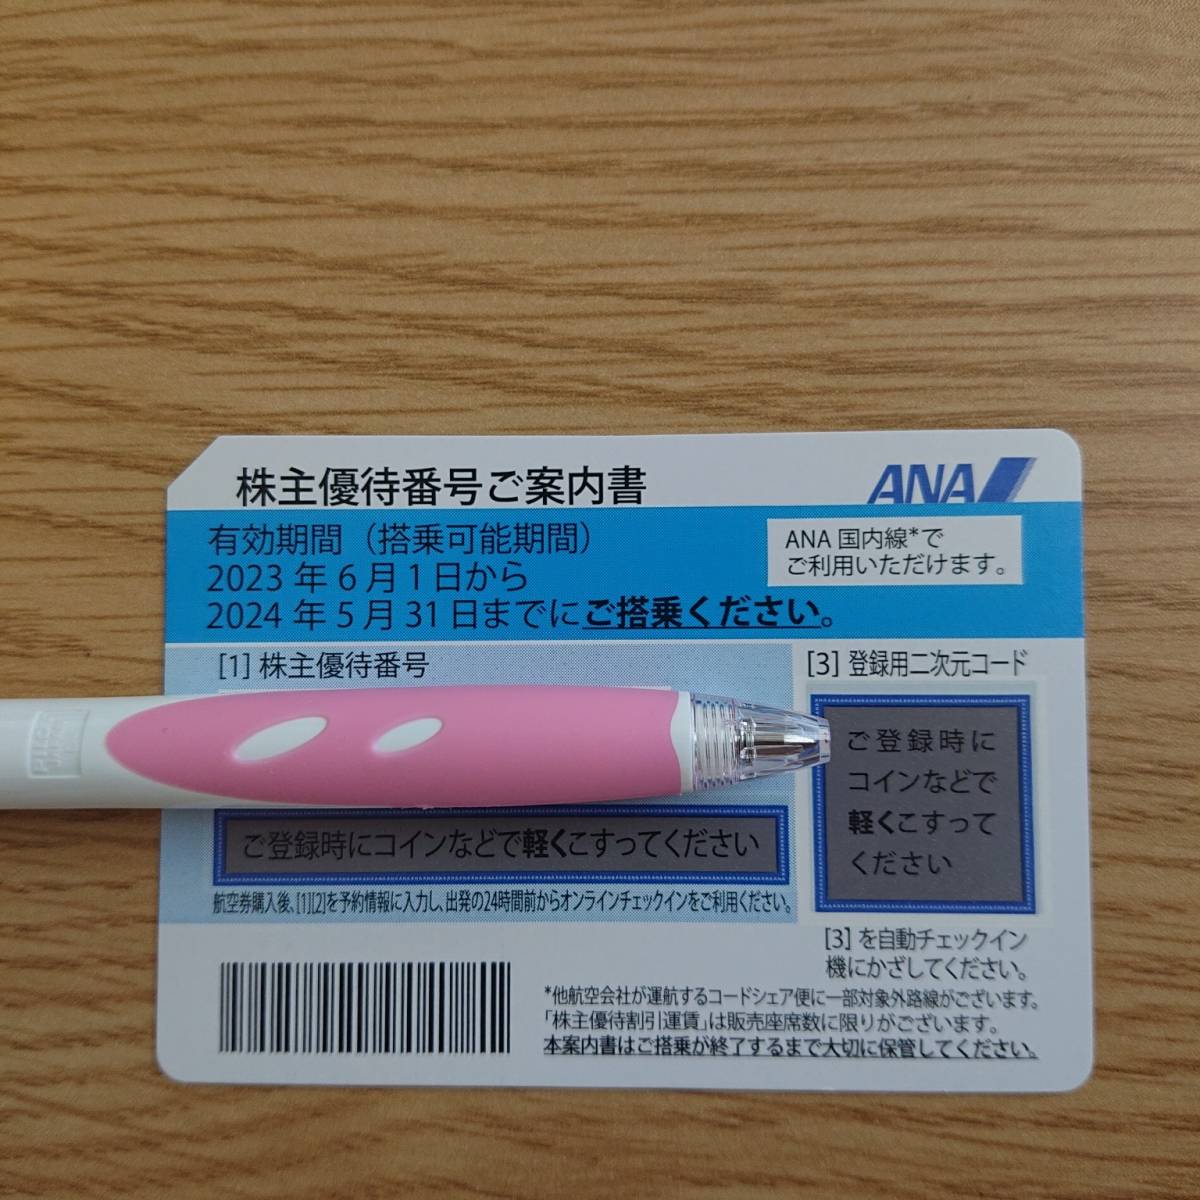 株主優待番号ご案内書
ANA
有効期間（搭乗可能期間）
2023年6月1日から
2024年5月31日までにご搭乗ください。
ANA 国内線*で
ご利用いただけます。
[1] 株主優待番号
ご登録時にコインなどで軽くこすってください
航空券購入後、[1][2]を予約情報に入力し、出発の24時間前からオンラインチェックインをご利用ください。
[3] 登録用二次元コード
ご登録時に
コインなどで
軽くこすって
ください
[3] を自動チェックイン
機にかざしてください。
*他航空会社が運航するコードシェア便に一部対象外路線がございます。
「株主優待割引運賃」は販売座席数に限りがございます。
本案内書はご搭乗が終了するまで大切に保管してください。